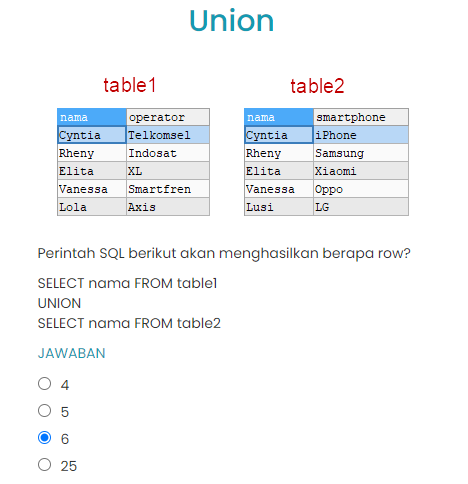 Union
table1 table2
nama operator nama smartphone
Cyntia Telkomsel Cyntia iPhone
Rheny Indosat Rheny Samsung
Elita XL Elita Xiaomi
Vanessa Smartfren Vanessa Oppo
Lola Axis Lusi LG
Perintah SQL berikut akan menghasilkan berapa row?
SELECT nama FROM table1
UNION
SELECT nama FROM table2
JAWABAN
4
5
6
25